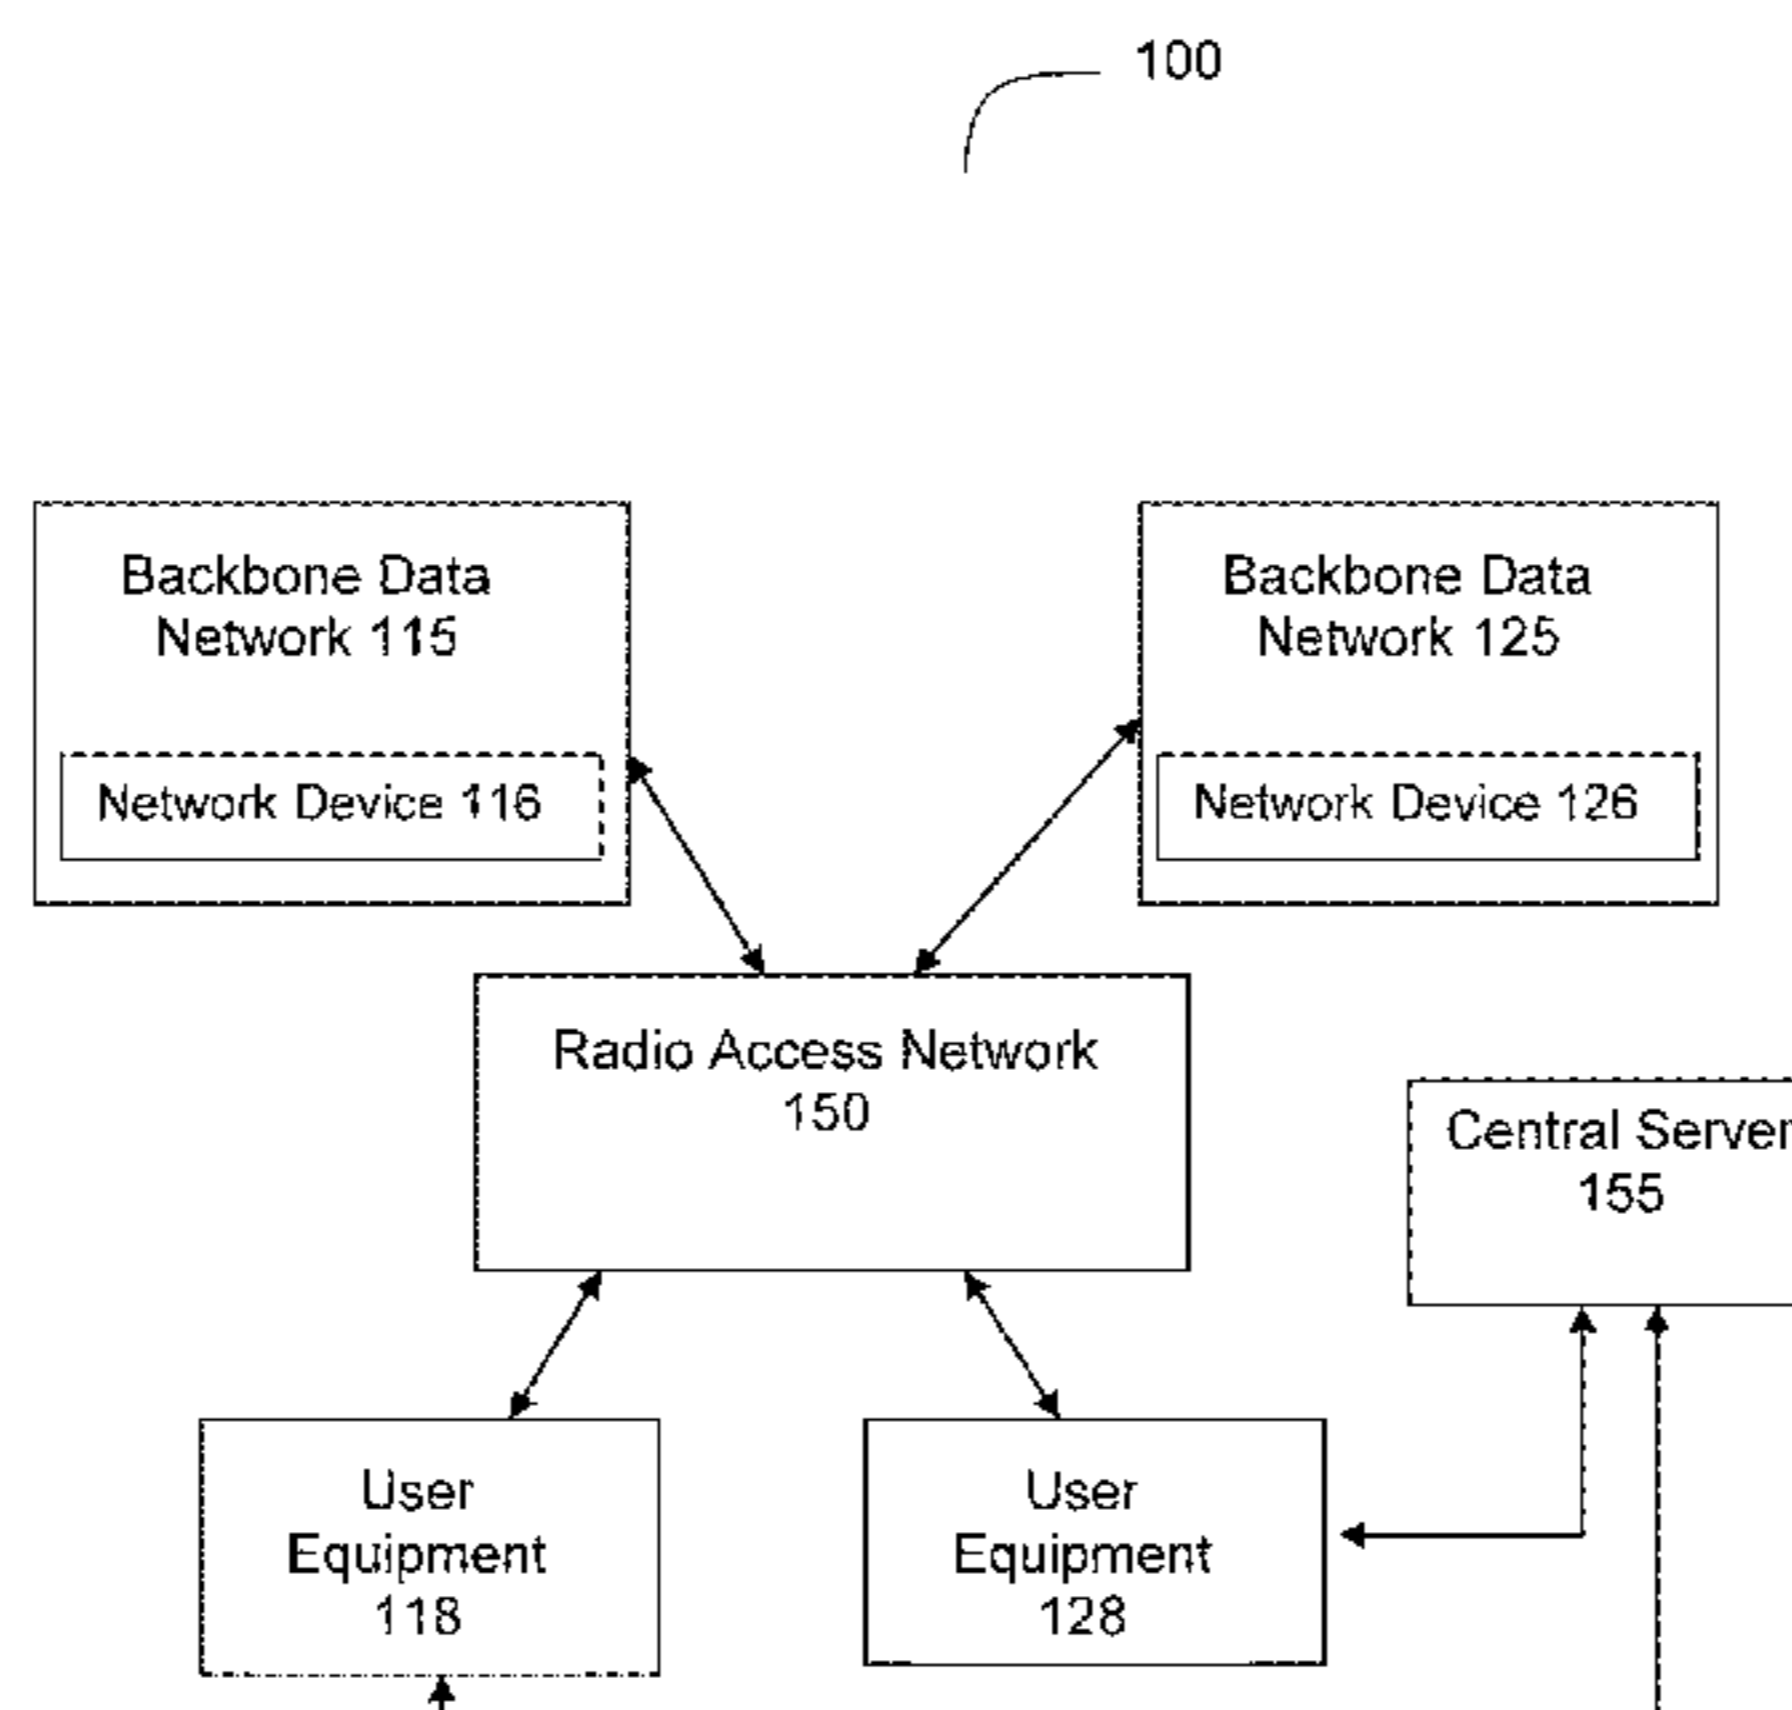 100
Backbone Data
Network 115
Network Device 116
Backbone Data
Network 125
Network Device 126
Radio Access Network
150
Central Server
155
User
Equipment
118
User
Equipment
128